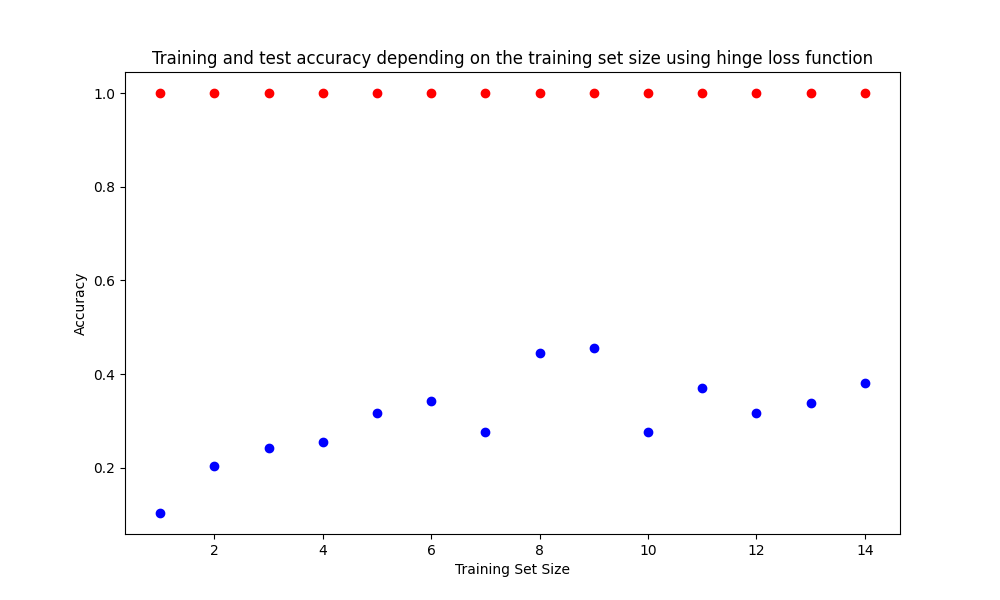 Training and test accuracy depending on the training set size using hinge loss function
1.0
0.8
0.6
0.4
0.2
Accuracy
2 4 6 8 10 12 14
Training Set Size